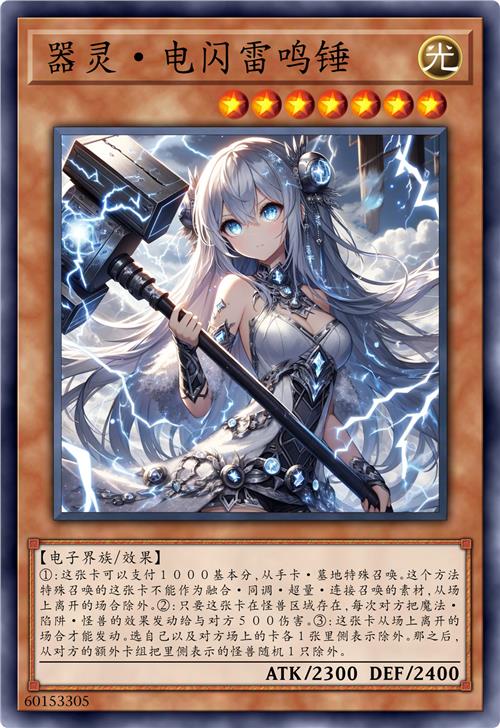 器灵·电闪雷鸣锤
光
【电子界族/效果】
①:这张卡可以支付1000基本分,从手卡·墓地特殊召唤。这个方法
特殊召唤的这张卡不能作为融合·同调·超量·连接召唤的素材,从场
上离开的场合除外。②:只要这张卡在怪兽区域存在,每次对方把魔法·
陷阱·怪兽的效果发动给与对方500伤害。③:这张卡从场上离开的
场合才能发动。选自己以及对方场上的卡各1张里侧表示除外。那之后,
从对方的额外卡组把里侧表示的怪兽随机1只除外。
ATK/2300 DEF/2400
60153305